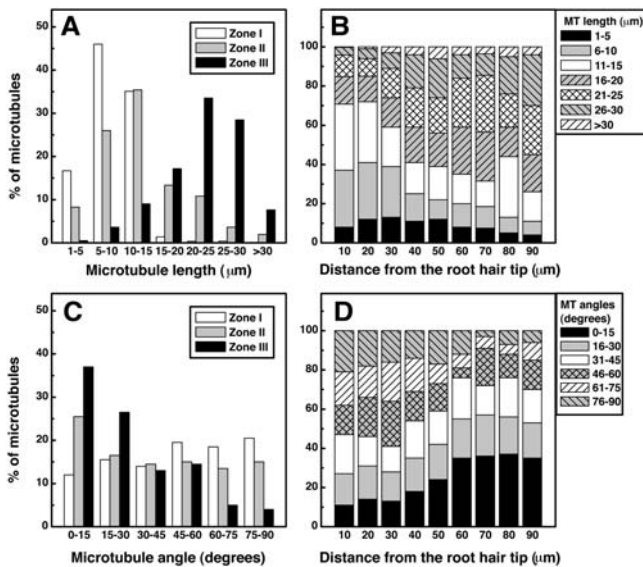 A
Zone I
Zone II
Zone III
50
40
30
20
10
0
% of microtubules
1-5 5-10 10-15 15-20 20-25 25-30 >30
Microtubule length (μm)
B
100
80
60
40
20
0
10 20 30 40 50 60 70 80 90
Distance from the root hair tip (μm)
MT length (μm)
1-5
6-10
11-15
16-20
21-25
26-30
>30
C
Zone I
Zone II
Zone III
50
40
30
20
10
0
% of microtubules
0-15 15-30 30-45 45-60 60-75 75-90
Microtubule angle (degrees)
D
100
80
60
40
20
0
10 20 30 40 50 60 70 80 90
Distance from the root hair tip (μm)
MT angles
(degrees)
0-15
16-30
31-45
46-60
61-75
76-90